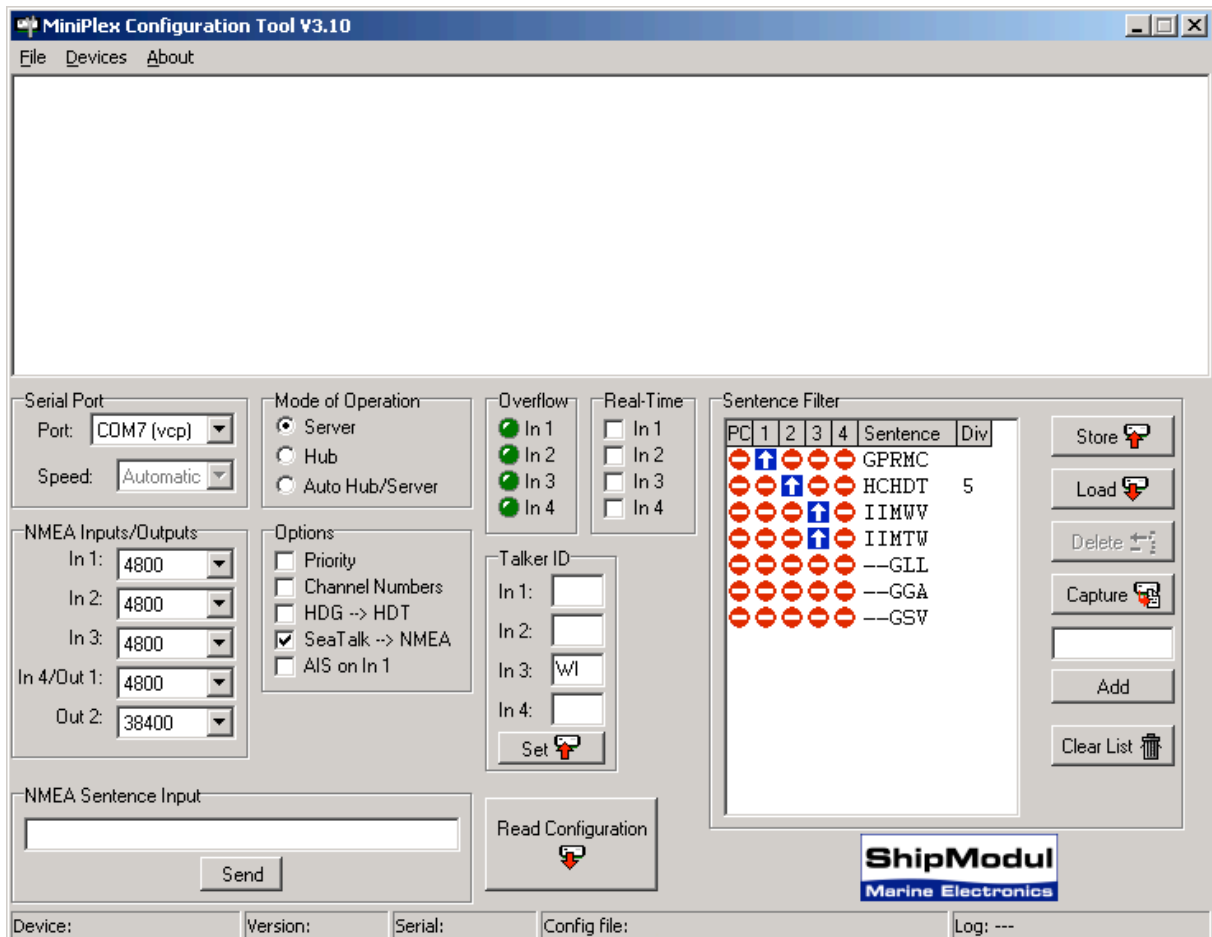 MiniPlex Configuration Tool V3.10
File Devices About
Serial Port
Port: COM7 (vcp)
Speed: Automatic
Mode of Operation
Server
Hub
Auto Hub/Server
Overflow
In 1
In 2
In 3
In 4
Real-Time
In 1
In 2
In 3
In 4
Sentence Filter
PC 1 2 3 4 Sentence Div
GPRMC
HCHDT 5
IIMWV
IIMTW
--GLL
--GGA
--GSV
Store
Load
Delete
Capture
Add
Clear List
NMEA Inputs/Outputs
In 1: 4800
In 2: 4800
In 3: 4800
In 4/Out 1: 4800
Out 2: 38400
Options
Priority
Channel Numbers
HDG --> HDT
SeaTalk --> NMEA
AIS on In 1
Talker ID
In 1:
In 2:
In 3: WI
In 4:
Set
NMEA Sentence Input
Send
Read Configuration
ShipModul
Marine Electronics
Device: Version: Serial: Config file: Log: ---